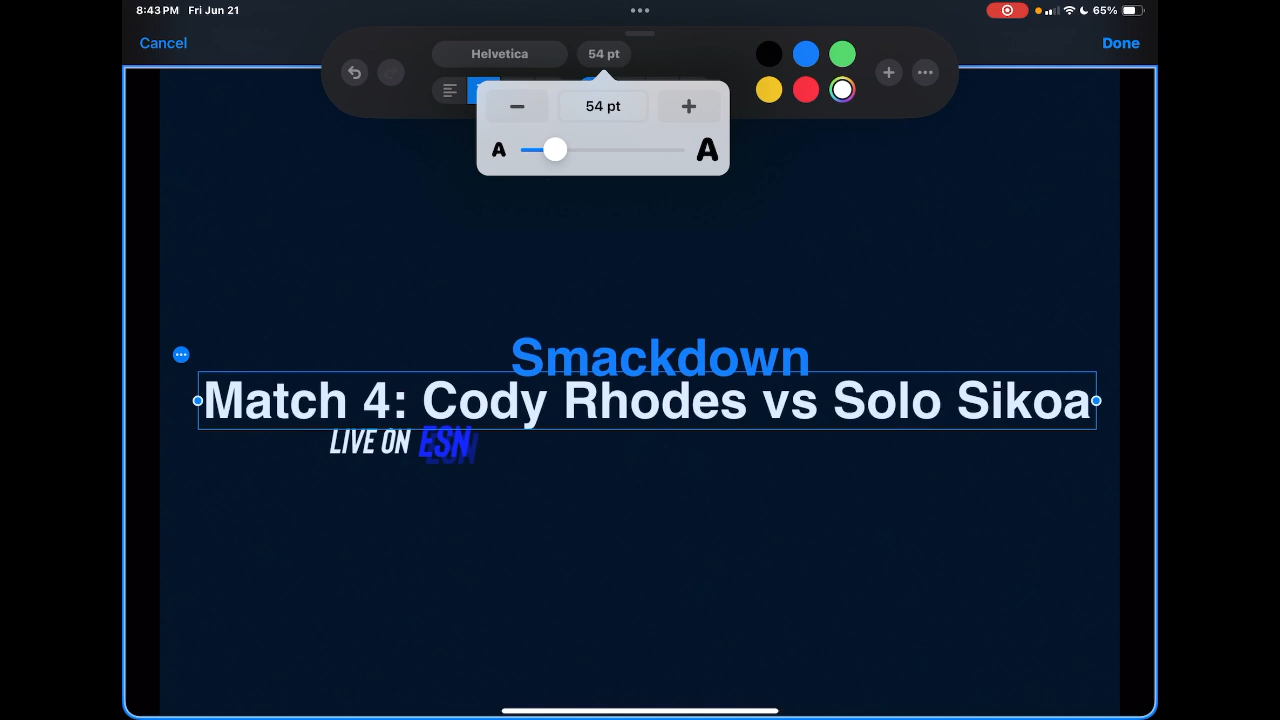 8:43 PM Fri Jun 21
65%
Cancel
Helvetica
54 pt
Done
54 pt
A
A
Smackdown
Match 4: Cody Rhodes vs Solo Sikoa
LIVE ON ESN